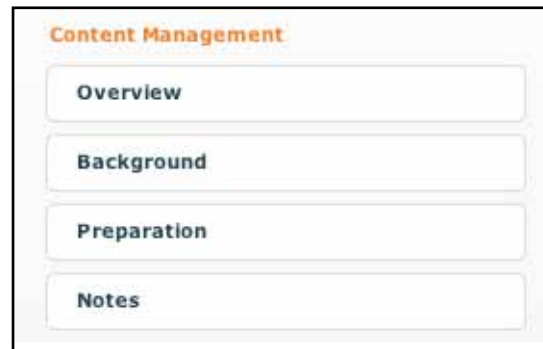 Content Management
Overview
Background
Preparation
Notes